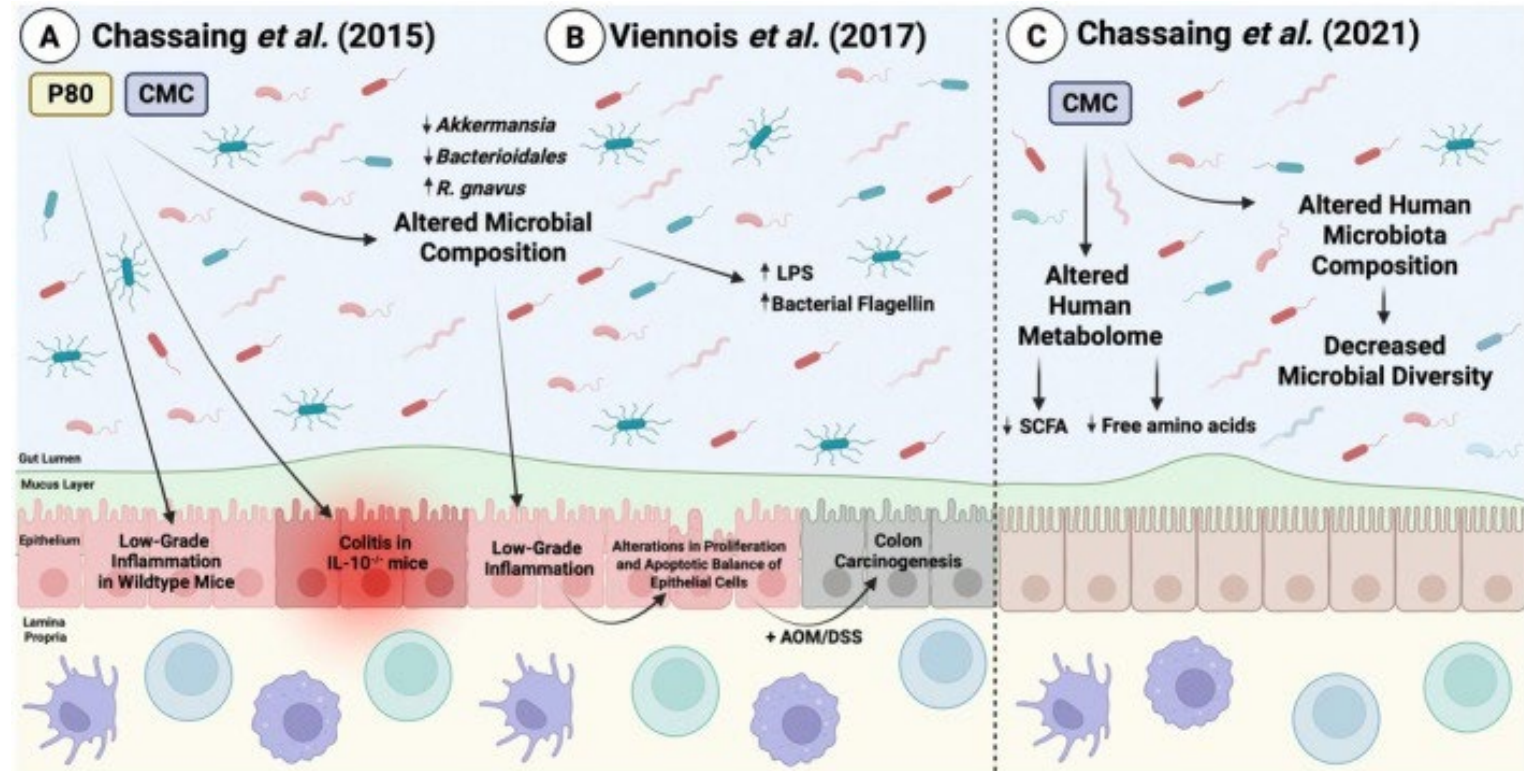 A Chassaing et al. (2015)
P80 CMC
↓ Akkermansia
↓ Bacterioidales
↑ R. gnavus
Altered Microbial
Composition
Low-Grade
Inflammation
in Wildtype Mice
Colitis in
IL-10-/- mice
B Viennois et al. (2017)
↑ LPS
↑ Bacterial Flagellin
Low-Grade
Inflammation
Alterations in Proliferation
and Apoptotic Balance of
Epithelial Cells
+ AOM/DSS
Colon
Carcinogenesis
Gut Lumen
Mucus Layer
Epithelium
Lamina
Propria
C Chassaing et al. (2021)
CMC
Altered
Human
Metabolome
↓ SCFA ↓ Free amino acids
Altered Human
Microbiota
Composition
Decreased
Microbial Diversity